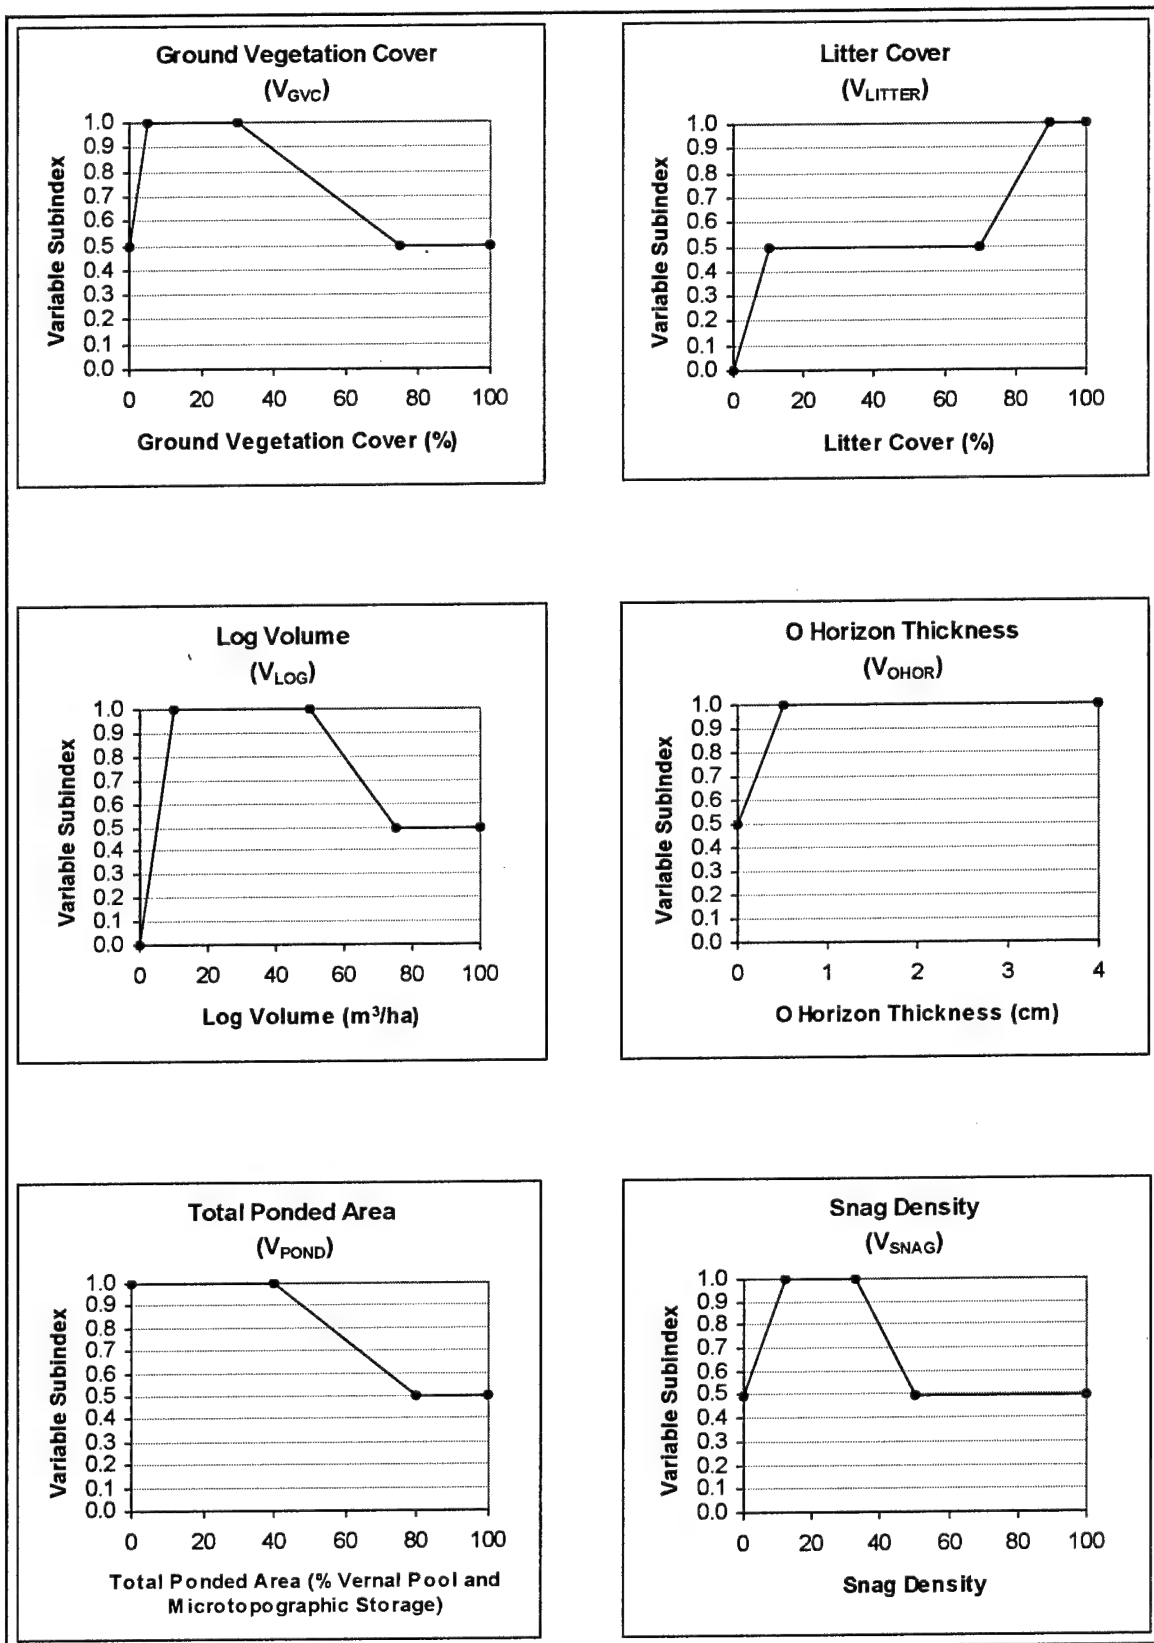 Ground Vegetation Cover
(V_GVC)
1.0
0.9
0.8
0.7
0.6
0.5
0.4
0.3
0.2
0.1
0.0
Variable Subindex
0 20 40 60 80 100
Ground Vegetation Cover (%)
Litter Cover
(V_LITTER)
1.0
0.9
0.8
0.7
0.6
0.5
0.4
0.3
0.2
0.1
0.0
Variable Subindex
0 20 40 60 80 100
Litter Cover (%)
Log Volume
(V_LOG)
1.0
0.9
0.8
0.7
0.6
0.5
0.4
0.3
0.2
0.1
0.0
Variable Subindex
0 20 40 60 80 100
Log Volume (m³/ha)
O Horizon Thickness
(V_OHOR)
1.0
0.9
0.8
0.7
0.6
0.5
0.4
0.3
0.2
0.1
0.0
Variable Subindex
0 1 2 3 4
O Horizon Thickness (cm)
Total Ponded Area
(V_POND)
1.0
0.9
0.8
0.7
0.6
0.5
0.4
0.3
0.2
0.1
0.0
Variable Subindex
0 20 40 60 80 100
Total Ponded Area (% Vernal Pool and
Microtopographic Storage)
Snag Density
(V_SNAG)
1.0
0.9
0.8
0.7
0.6
0.5
0.4
0.3
0.2
0.1
0.0
Variable Subindex
0 20 40 60 80 100
Snag Density